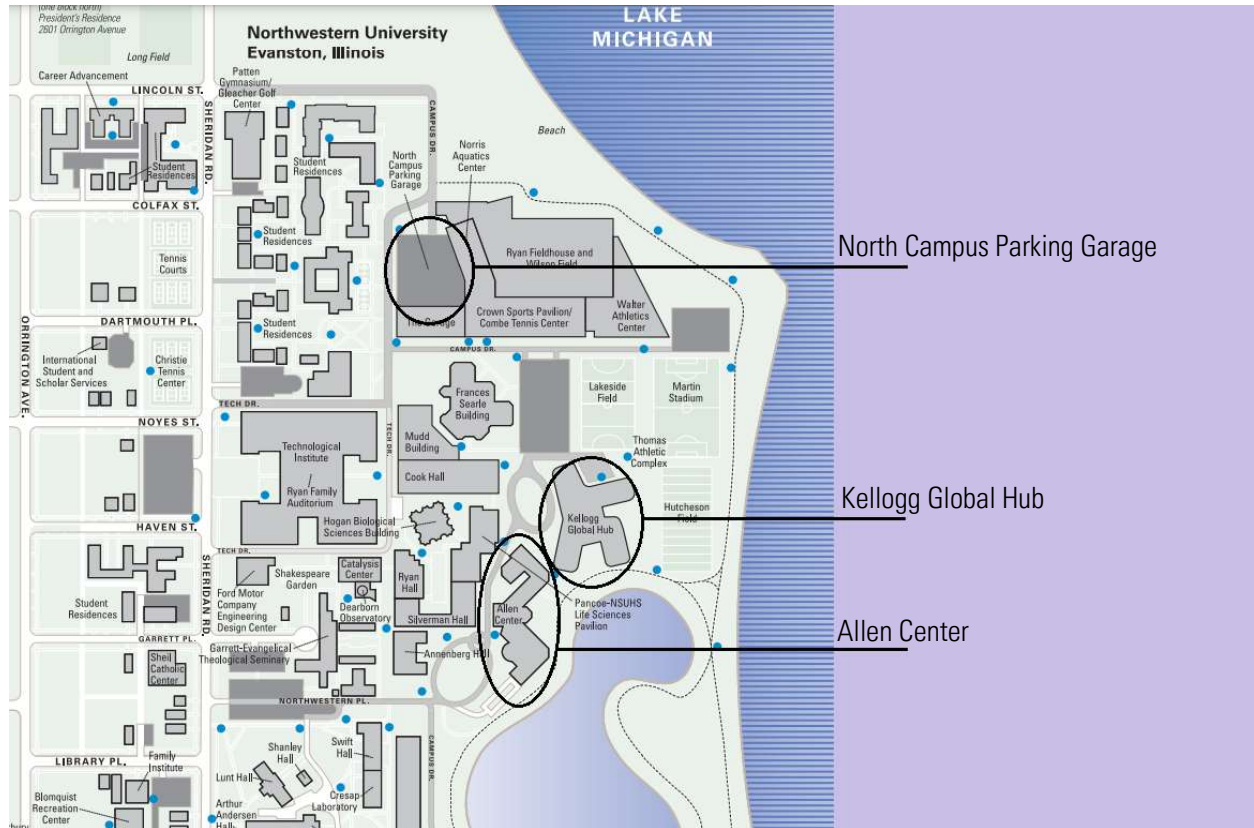 (one block north)
President's Residence
2601 Orrington Avenue
Long Field
Northwestern University
Evanston, Illinois
LAKE
MICHIGAN
Career Advancement
LINCOLN ST.
SHERIDAN RD.
Patten
Gymnasium/
Gleacher Golf
Center
CAMPUS DR.
Beach
Student
Residences
North
Campus
Parking
Garage
Norris
Aquatics
Center
Student
Residences
COLFAX ST.
Tennis
Courts
Student
Residences
Ryan Fieldhouse and
Wilson Field
North Campus Parking Garage
Walter
Athletics
Center
Crown Sports Pavilion/
Combe Tennis Center
The Garage
DARTMOUTH PL.
ORRINGTON AVE.
Student
Residences
International
Student and
Scholar Services
Christie
Tennis
Center
CAMPUS DR.
Frances
Searle
Building
Lakeside
Field
Martin
Stadium
TECH DR.
NOYES ST.
TECH DR.
Technological
Institute
Mudd
Building
Thomas
Athletic
Complex
Cook Hall
Ryan Family
Auditorium
Kellogg Global Hub
Hutcheson
Field
Kellogg
Global Hub
Hogan Biological
Sciences Building
HAVEN ST.
TECH DR.
SHERIDAN RD.
Ford Motor
Company
Engineering
Design Center
Shakespeare
Garden
Catalysis
Center
Ryan
Hall
Dearborn
Observatory
Student
Residences
Silverman Hall
Allen
Center
Pancoe-NSUHS
Life Sciences
Pavilion
Allen Center
GARRETT PL.
Garrett-Evangelical
Theological Seminary
Annenberg Hall
Sheil
Catholic
Center
NORTHWESTERN PL.
LIBRARY PL.
Family
Institute
Lunt Hall
Shanley
Hall
Swift
Hall
CAMPUS DR.
Cresap
Laboratory
Blomquist
Recreation
Center
Arthur
Andersen
Hall